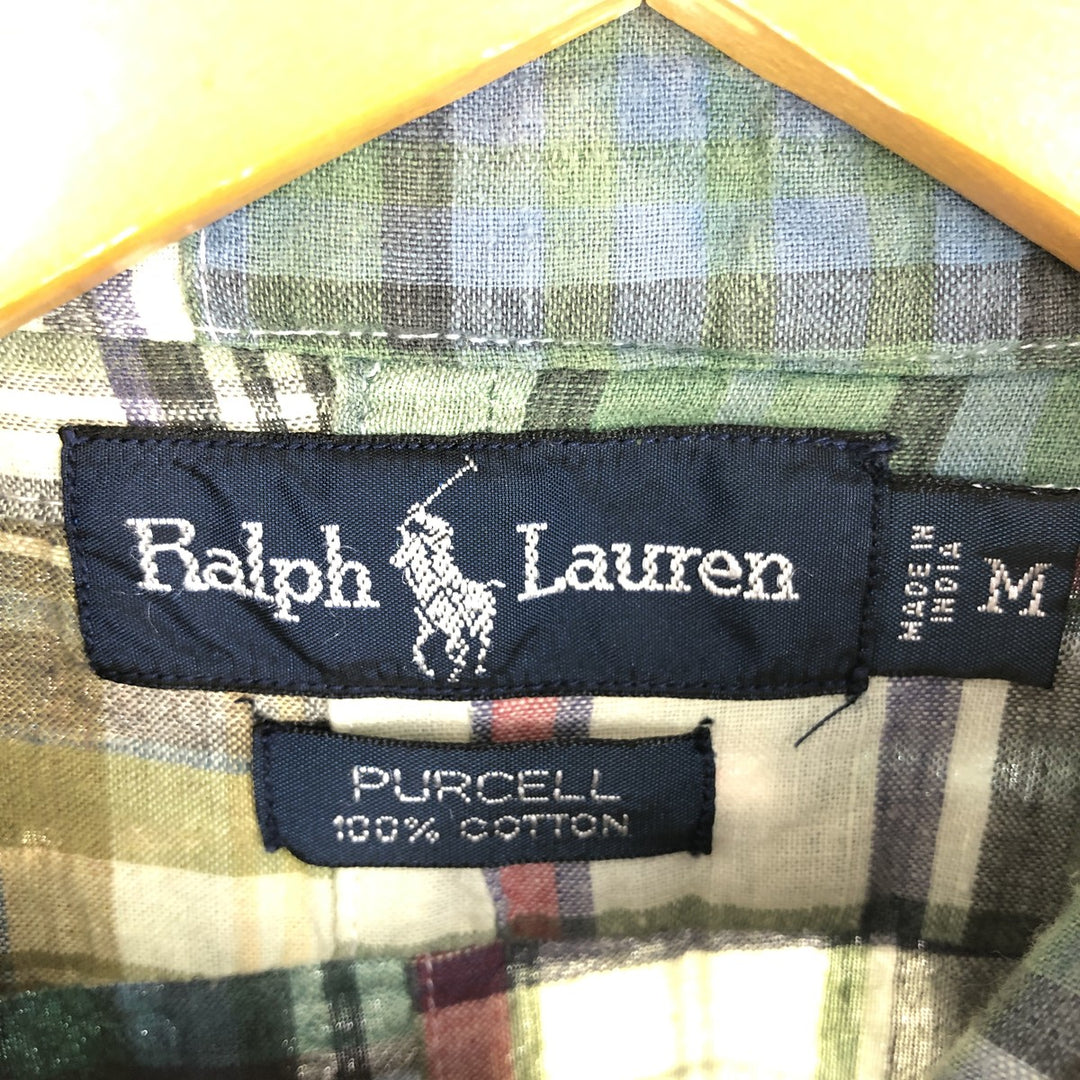 Ralph Lauren
MADE IN
INDIA
M
PURCELL
100% COTTON